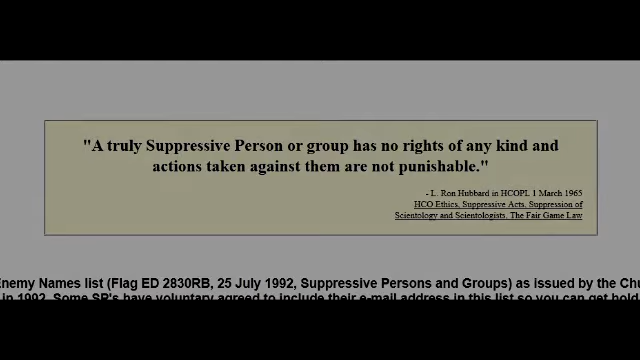 "A truly Suppressive Person or group has no rights of any kind and
actions taken against them are not punishable."
- L. Ron Hubbard in HCOPL 1 March 1965
HCO Ethics, Suppressive Acts, Suppression of
Scientology and Scientologists, The Fair Game Law
Enemy Names list (Flag ED 2830RB, 25 July 1992, Suppressive Persons and Groups) as issued by the
in 1992. Some SP's have voluntary agreed to include their e-mail address in this list so you can get hold